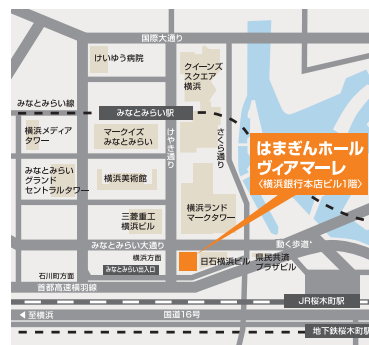 国際大通り
けいゆう病院
クイーンズ
スクエア
横浜
みなとみらい線
みなとみらい駅
横浜メディア
タワー
マークイズ
みなとみらい
けやき通り
さくら通り
はまぎんホール
ヴィアマーレ
〈横浜銀行本店ビル1階〉
みなとみらい
グランド
セントラルタワー
横浜美術館
三菱重工
横浜ビル
横浜ランド
マークタワー
みなとみらい大通り
動く歩道
横浜方面
石川町方面
みなとみらい出入口
日石横浜ビル
県民共済
プラザビル
首都高速横羽線
JR桜木町駅
至横浜
国道16号
地下鉄桜木町駅